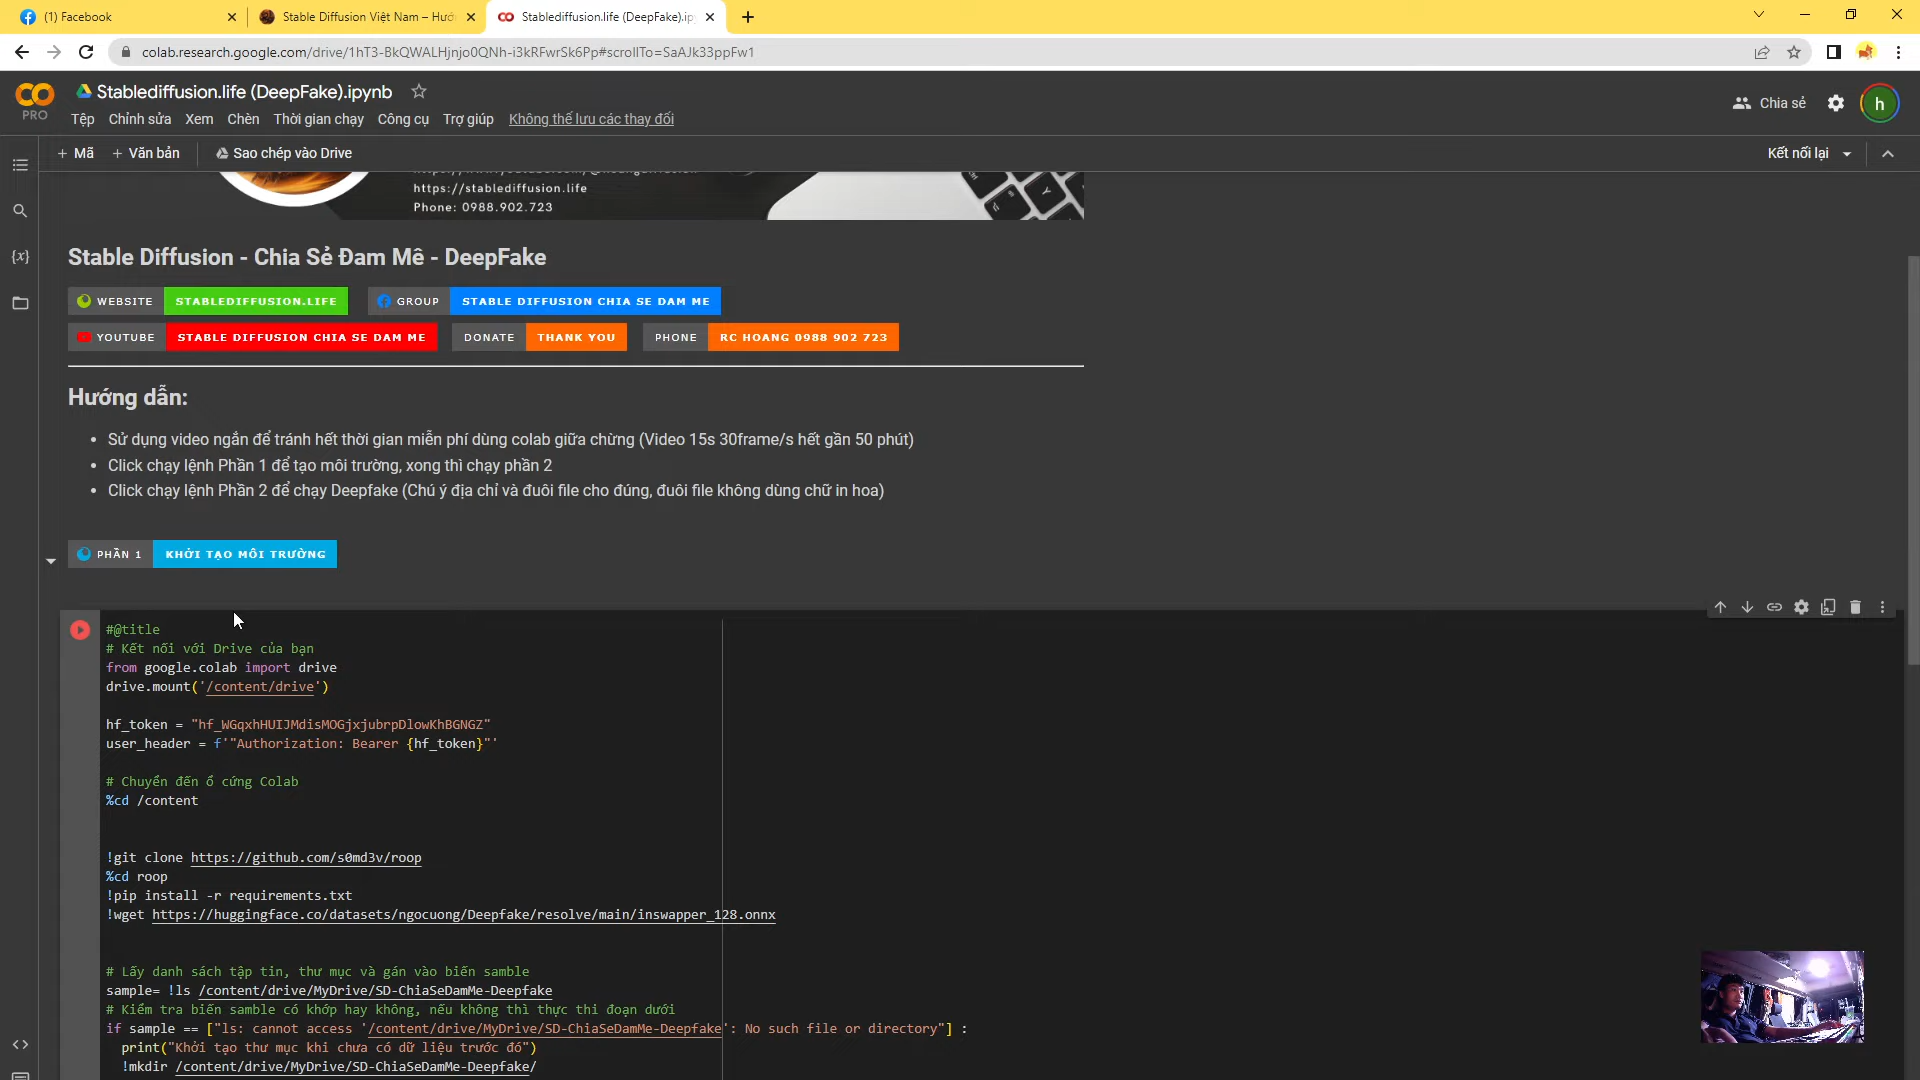 (1) Facebook
Stable Diffusion Việt Nam – Hướ
Stablediffusion.life (DeepFake).ip
colab.research.google.com/drive/1hT3-BkQWALHjnjo0QNh-i3kRFwrSk6Pp#scrollTo=SaAJk33ppFw1
PRO
Stablediffusion.life (DeepFake).ipynb
Tệp Chỉnh sửa Xem Chèn Thời gian chạy Công cụ Trợ giúp Không thể lưu các thay đổi
Chia sẻ
h
+ Mã + Văn bản Sao chép vào Drive
Kết nối lại
https://stablediffusion.life
Phone: 0988.902.723
Stable Diffusion - Chia Sẻ Đam Mê - DeepFake
WEBSITE STABLEDIFFUSION.LIFE GROUP STABLE DIFFUSION CHIA SE DAM ME
YOUTUBE STABLE DIFFUSION CHIA SE DAM ME DONATE THANK YOU PHONE RC HOANG 0988 902 723
Hướng dẫn:
• Sử dụng video ngắn để tránh hết thời gian miễn phí dùng colab giữa chừng (Video 15s 30frame/s hết gần 50 phút)
• Click chạy lệnh Phần 1 để tạo môi trường, xong thì chạy phần 2
• Click chạy lệnh Phần 2 để chạy Deepfake (Chú ý địa chỉ và đuôi file cho đúng, đuôi file không dùng chữ in hoa)
PHẦN 1 KHỞI TẠO MÔI TRƯỜNG
#@title
# Kết nối với Drive của bạn
from google.colab import drive
drive.mount('/content/drive')
hf_token = "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"
user_header = f'"Authorization: Bearer {hf_token}"'
# Chuyển đến ổ cứng Colab
%cd /content
!git clone https://github.com/s0md3v/roop
%cd roop
!pip install -r requirements.txt
!wget https://huggingface.co/datasets/ngocuong/Deepfake/resolve/main/inswapper_128.onnx
# Lấy danh sách tập tin, thư mục và gán vào biến samble
sample= !ls /content/drive/MyDrive/SD-ChiaSeDamMe-Deepfake
# Kiểm tra biến samble có khớp hay không, nếu không thì thực thi đoạn dưới
if sample == ["ls: cannot access '/content/drive/MyDrive/SD-ChiaSeDamMe-Deepfake': No such file or directory"] :
print("Khởi tạo thư mục khi chưa có dữ liệu trước đó")
!mkdir /content/drive/MyDrive/SD-ChiaSeDamMe-Deepfake/